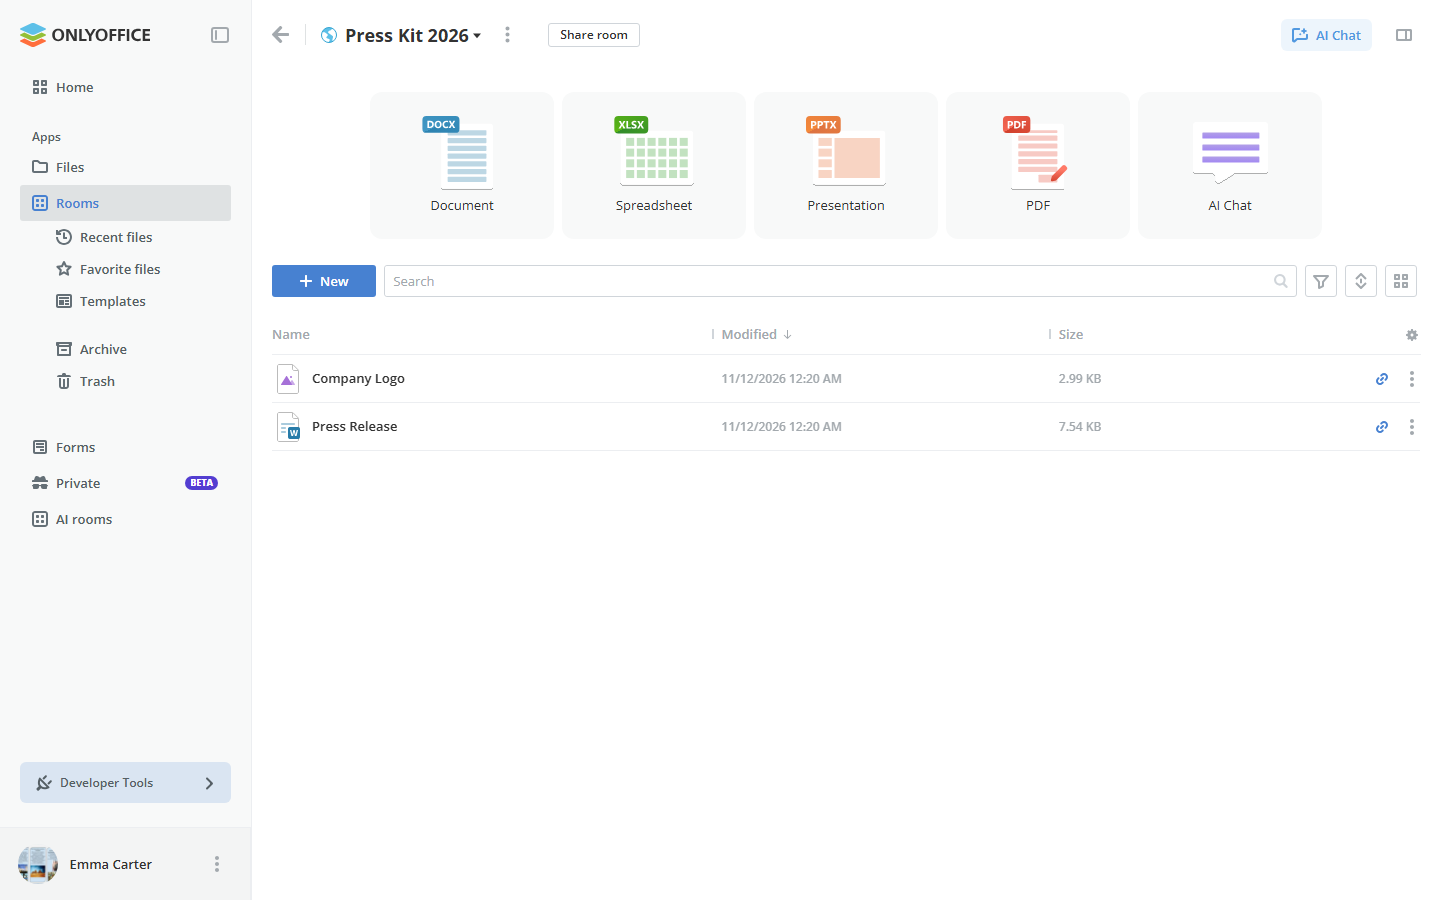 ONLYOFFICE
Home
Apps
Files
Rooms
Recent files
Favorite files
Templates
Archive
Trash
Forms
Private
BETA
AI rooms
Developer Tools
Emma Carter
Press Kit 2026
Share room
AI Chat
DOCX
Document
XLSX
Spreadsheet
PPTX
Presentation
PDF
PDF
AI Chat
New
Search
Name Modified Size
Company Logo 11/12/2026 12:20 AM 2.99 KB
Press Release 11/12/2026 12:20 AM 7.54 KB